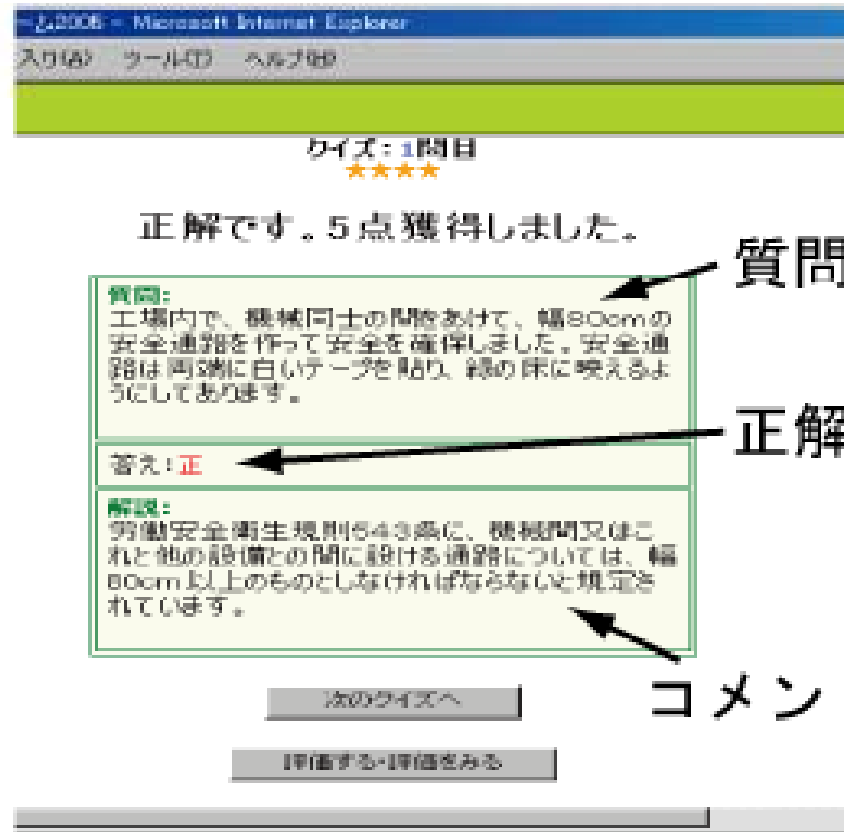 ーム2006 - Microsoft Internet Explorer
入り(A) ツール(T) ヘルプ(H)
クイズ：1問目
★★★★
正解です。5点獲得しました。
質問
質問：
工場内で、機械同士の間をあけて、幅80cmの
安全通路を作って安全を確保しました。安全通
路は両端に白いテープを貼り、緑の床に映えるよ
うにしてあります。
正解
答え：正
解説：
労働安全衛生規則543条に、機械間又はこ
れと他の設備との間に設ける通路については、幅
80cm以上のものとしなければならないと規定さ
れています。
コメン
次のクイズへ
評価する・評価をみる